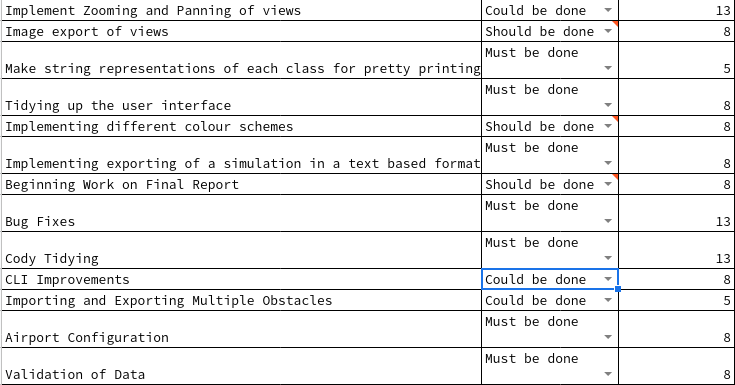 Implement Zooming and Panning of views Could be done 13
Image export of views Should be done 8
Make string representations of each class for pretty printing Must be done 5
Tidying up the user interface Must be done 8
Implementing different colour schemes Should be done 8
Implementing exporting of a simulation in a text based format Must be done 8
Beginning Work on Final Report Should be done 8
Bug Fixes Must be done 13
Cody Tidying Must be done 13
CLI Improvements Could be done 8
Importing and Exporting Multiple Obstacles Could be done 5
Airport Configuration Must be done 8
Validation of Data Must be done 8